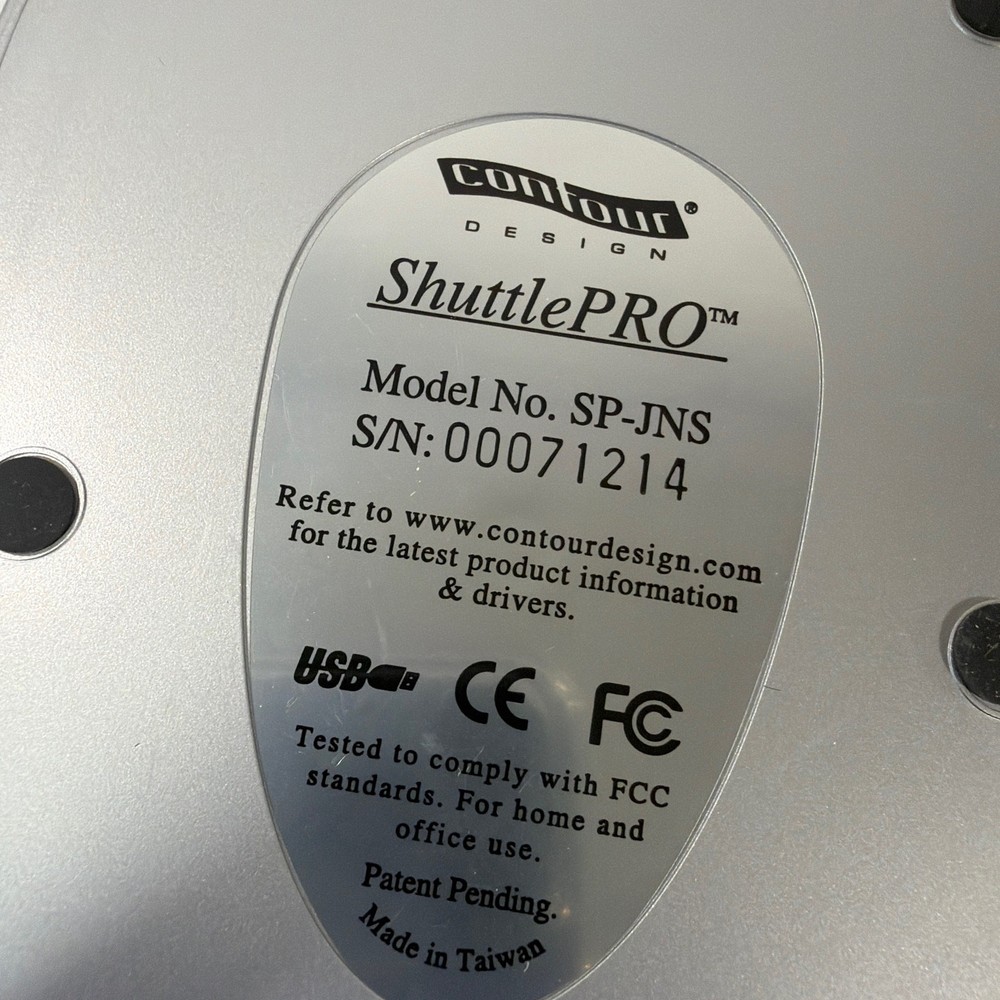 contour®
DESIGN
ShuttlePRO™
Model No. SP-JNS
S/N: 00071214
Refer to www.contourdesign.com
for the latest product information
& drivers.
USB CE FC
Tested to comply with FCC
standards. For home and
office use.
Patent Pending.
Made in Taiwan